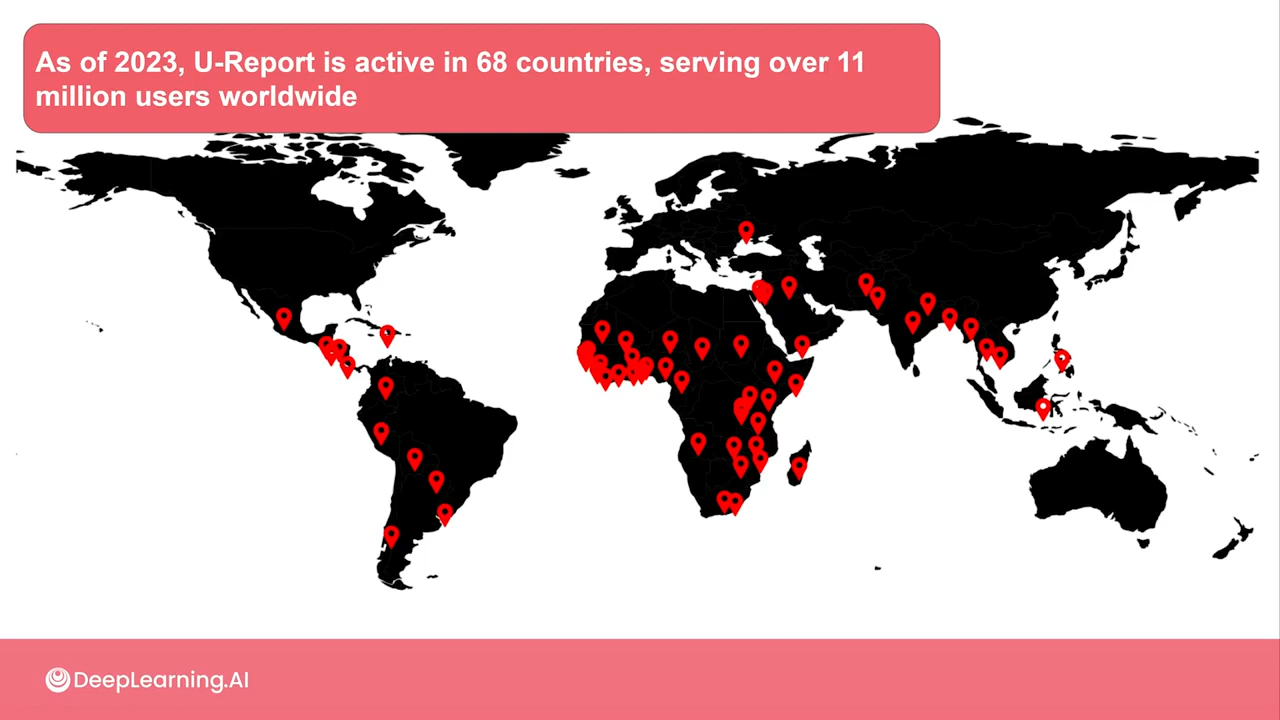 As of 2023, U-Report is active in 68 countries, serving over 11
million users worldwide
DeepLearning.AI